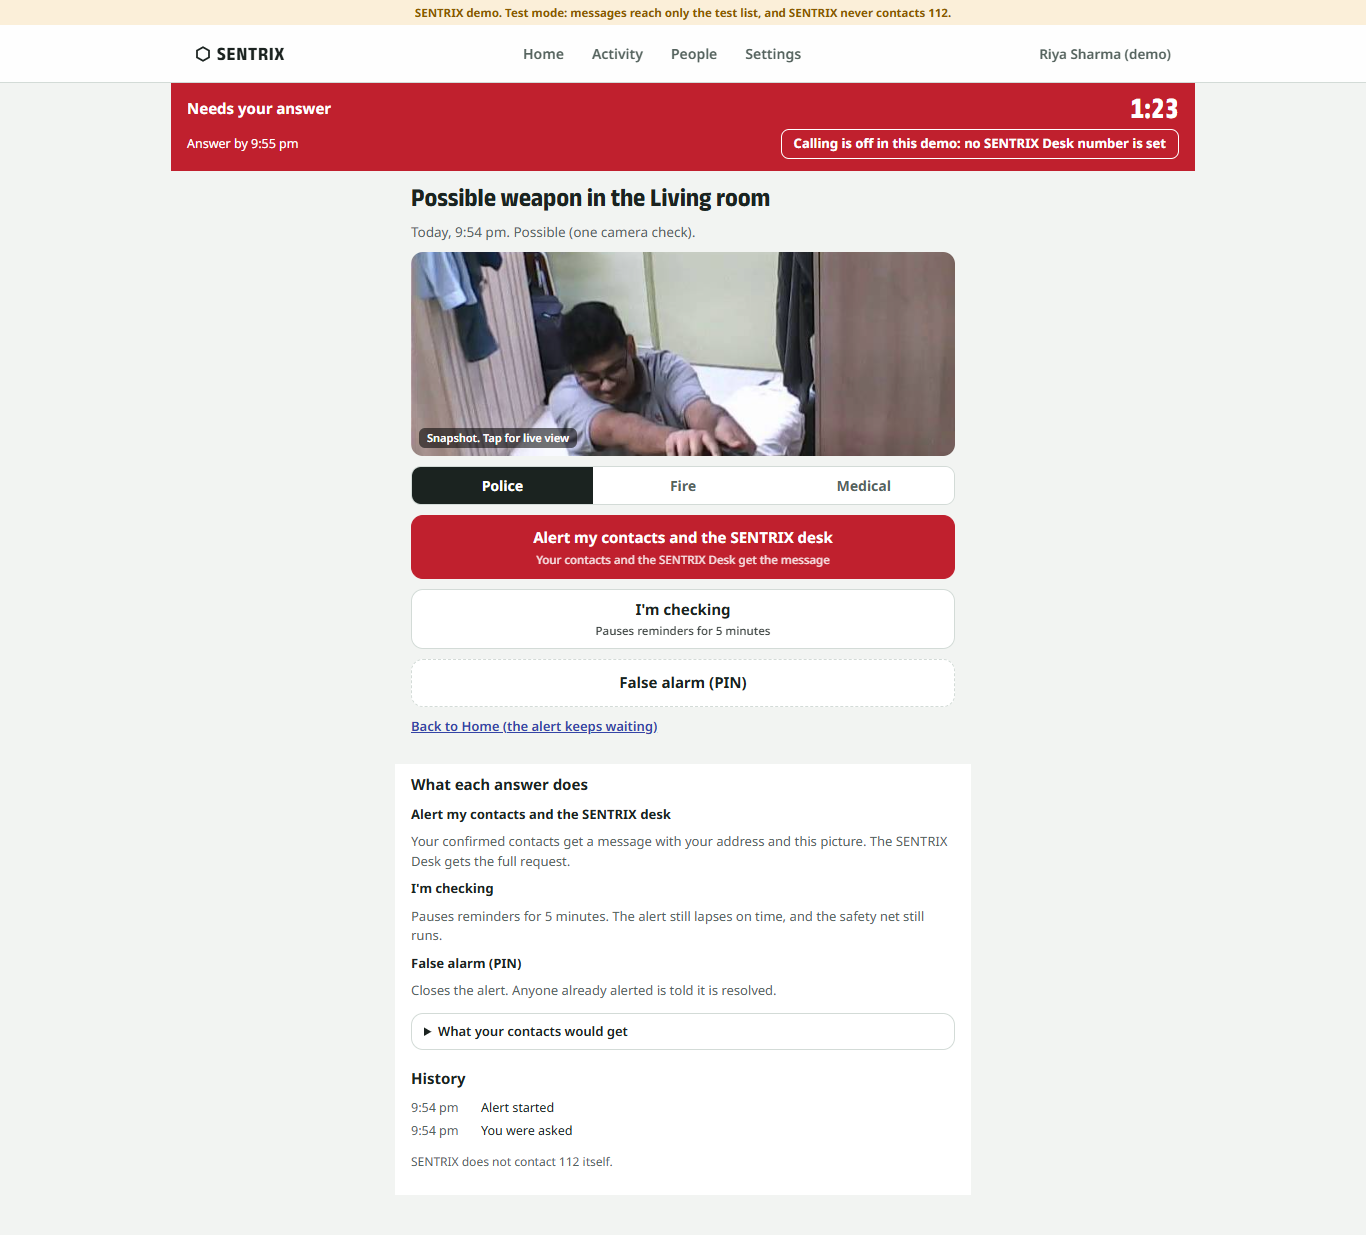 SENTRIX demo. Test mode: messages reach only the test list, and SENTRIX never contacts 112.
SENTRIX
Home
Activity
People
Settings
Riya Sharma (demo)
Needs your answer
1:23
Answer by 9:55 pm
Calling is off in this demo: no SENTRIX Desk number is set
Possible weapon in the Living room
Today, 9:54 pm. Possible (one camera check).
Snapshot. Tap for live view
Police
Fire
Medical
Alert my contacts and the SENTRIX desk
Your contacts and the SENTRIX Desk get the message
I'm checking
Pauses reminders for 5 minutes
False alarm (PIN)
Back to Home (the alert keeps waiting)
What each answer does
Alert my contacts and the SENTRIX desk
Your confirmed contacts get a message with your address and this picture. The SENTRIX
Desk gets the full request.
I'm checking
Pauses reminders for 5 minutes. The alert still lapses on time, and the safety net still
runs.
False alarm (PIN)
Closes the alert. Anyone already alerted is told it is resolved.
What your contacts would get
History
9:54 pm Alert started
9:54 pm You were asked
SENTRIX does not contact 112 itself.